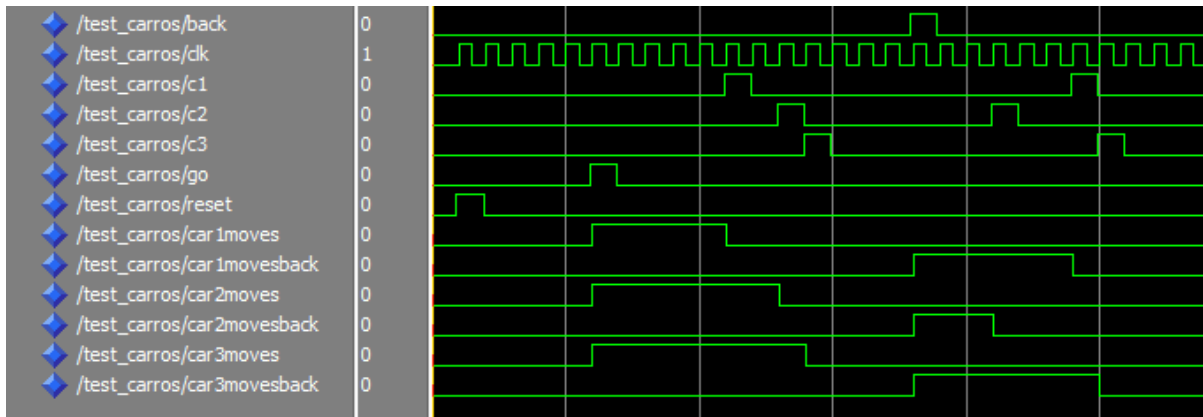 /test_carros/back 0
/test_carros/clk 1
/test_carros/c1 0
/test_carros/c2 0
/test_carros/c3 0
/test_carros/go 0
/test_carros/reset 0
/test_carros/car1moves 0
/test_carros/car1movesback 0
/test_carros/car2moves 0
/test_carros/car2movesback 0
/test_carros/car3moves 0
/test_carros/car3movesback 0